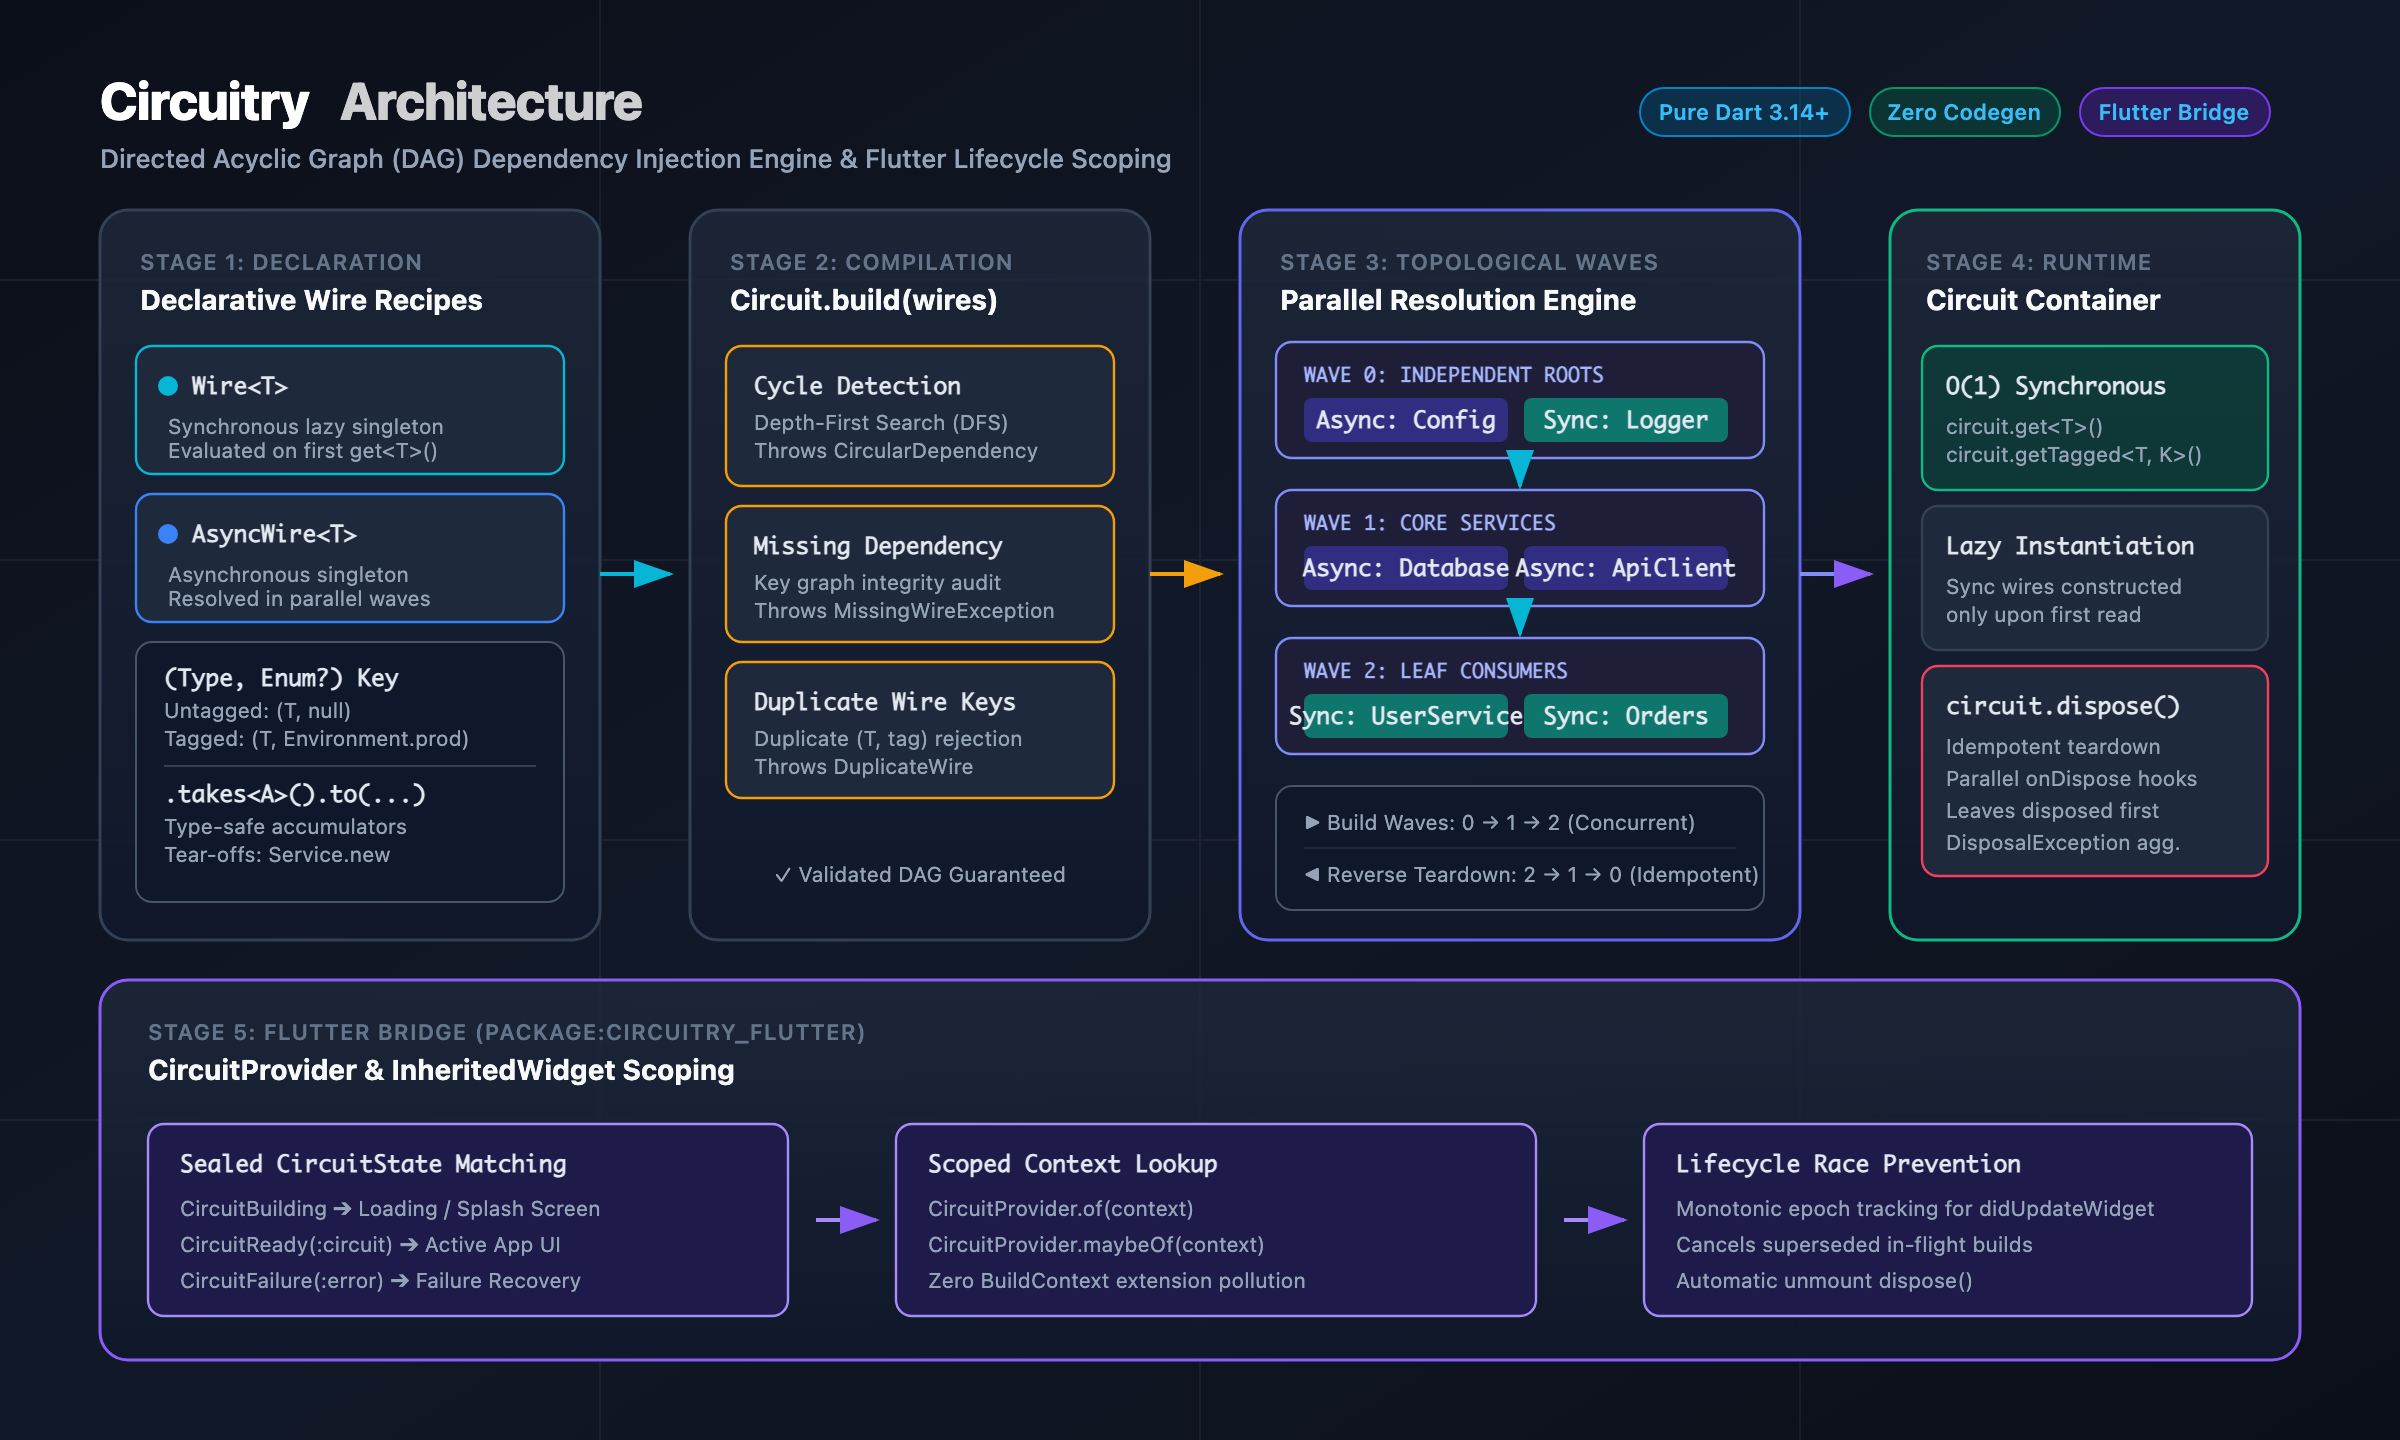 Circuitry Architecture
Directed Acyclic Graph (DAG) Dependency Injection Engine & Flutter Lifecycle Scoping
Pure Dart 3.14+
Zero Codegen
Flutter Bridge
STAGE 1: DECLARATION
Declarative Wire Recipes
Wire<T>
Synchronous lazy singleton
Evaluated on first get<T>()
AsyncWire<T>
Asynchronous singleton
Resolved in parallel waves
(Type, Enum?) Key
Untagged: (T, null)
Tagged: (T, Environment.prod)
.takes<A>().to(...)
Type-safe accumulators
Tear-offs: Service.new
STAGE 2: COMPILATION
Circuit.build(wires)
Cycle Detection
Depth-First Search (DFS)
Throws CircularDependency
Missing Dependency
Key graph integrity audit
Throws MissingWireException
Duplicate Wire Keys
Duplicate (T, tag) rejection
Throws DuplicateWire
✓ Validated DAG Guaranteed
STAGE 3: TOPOLOGICAL WAVES
Parallel Resolution Engine
WAVE 0: INDEPENDENT ROOTS
Async: Config
Sync: Logger
WAVE 1: CORE SERVICES
Async: Database
Async: ApiClient
WAVE 2: LEAF CONSUMERS
Sync: UserService
Sync: Orders
▶ Build Waves: 0 → 1 → 2 (Concurrent)
◀ Reverse Teardown: 2 → 1 → 0 (Idempotent)
STAGE 4: RUNTIME
Circuit Container
O(1) Synchronous
circuit.get<T>()
circuit.getTagged<T, K>()
Lazy Instantiation
Sync wires constructed
only upon first read
circuit.dispose()
Idempotent teardown
Parallel onDispose hooks
Leaves disposed first
DisposalException agg.
STAGE 5: FLUTTER BRIDGE (PACKAGE:CIRCUITRY_FLUTTER)
CircuitProvider & InheritedWidget Scoping
Sealed CircuitState Matching
CircuitBuilding ➔ Loading / Splash Screen
CircuitReady(:circuit) ➔ Active App UI
CircuitFailure(:error) ➔ Failure Recovery
Scoped Context Lookup
CircuitProvider.of(context)
CircuitProvider.maybeOf(context)
Zero BuildContext extension pollution
Lifecycle Race Prevention
Monotonic epoch tracking for didUpdateWidget
Cancels superseded in-flight builds
Automatic unmount dispose()